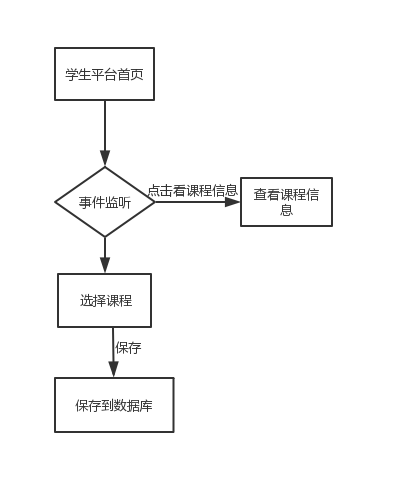 学生平台首页
事件监听
点击看课程信息
查看课程信
息
选择课程
保存
保存到数据库